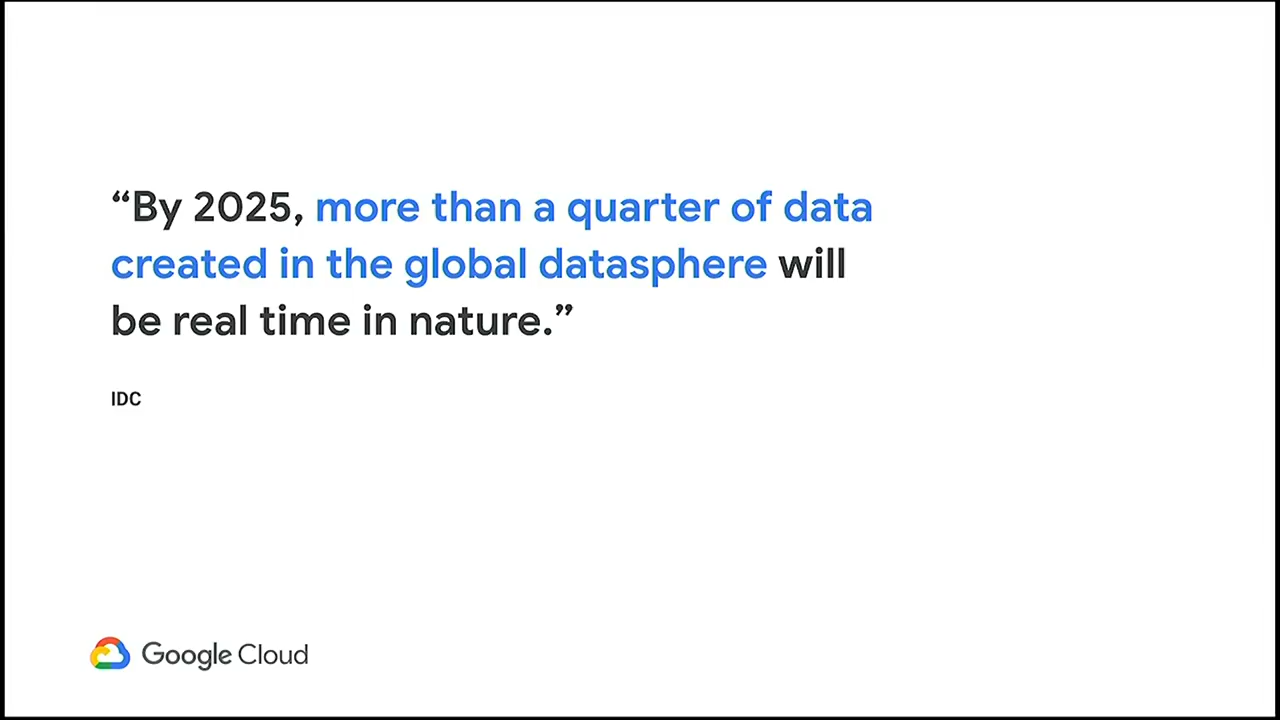 “By 2025, more than a quarter of data
created in the global datasphere will
be real time in nature.”
IDC
Google Cloud